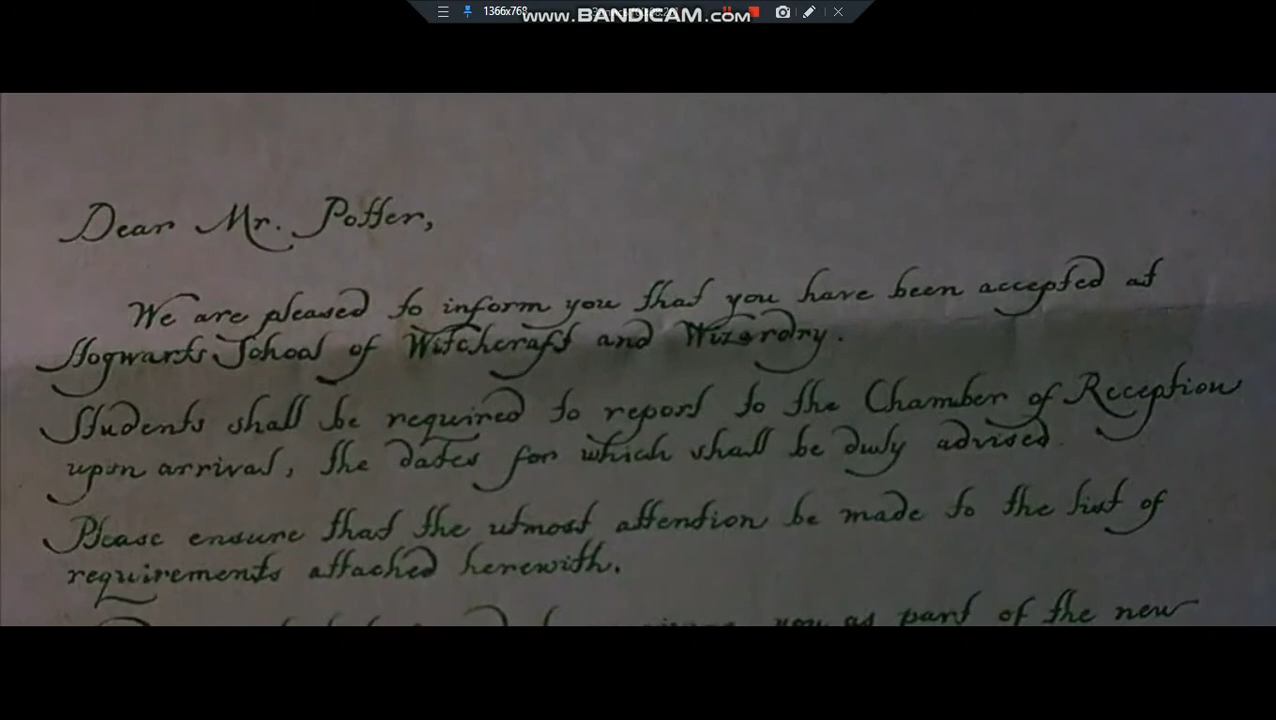 1366x768
www.BANDICAM.com
Dear Mr. Potter,
We are pleased to inform you that you have been accepted at
Hogwarts School of Witchcraft and Wizardry.
Students shall be required to report to the Chamber of Reception
upon arrival, the dates for which shall be duly advised.
Please ensure that the utmost attention be made to the list of
requirements attached herewith.
you as part of the new